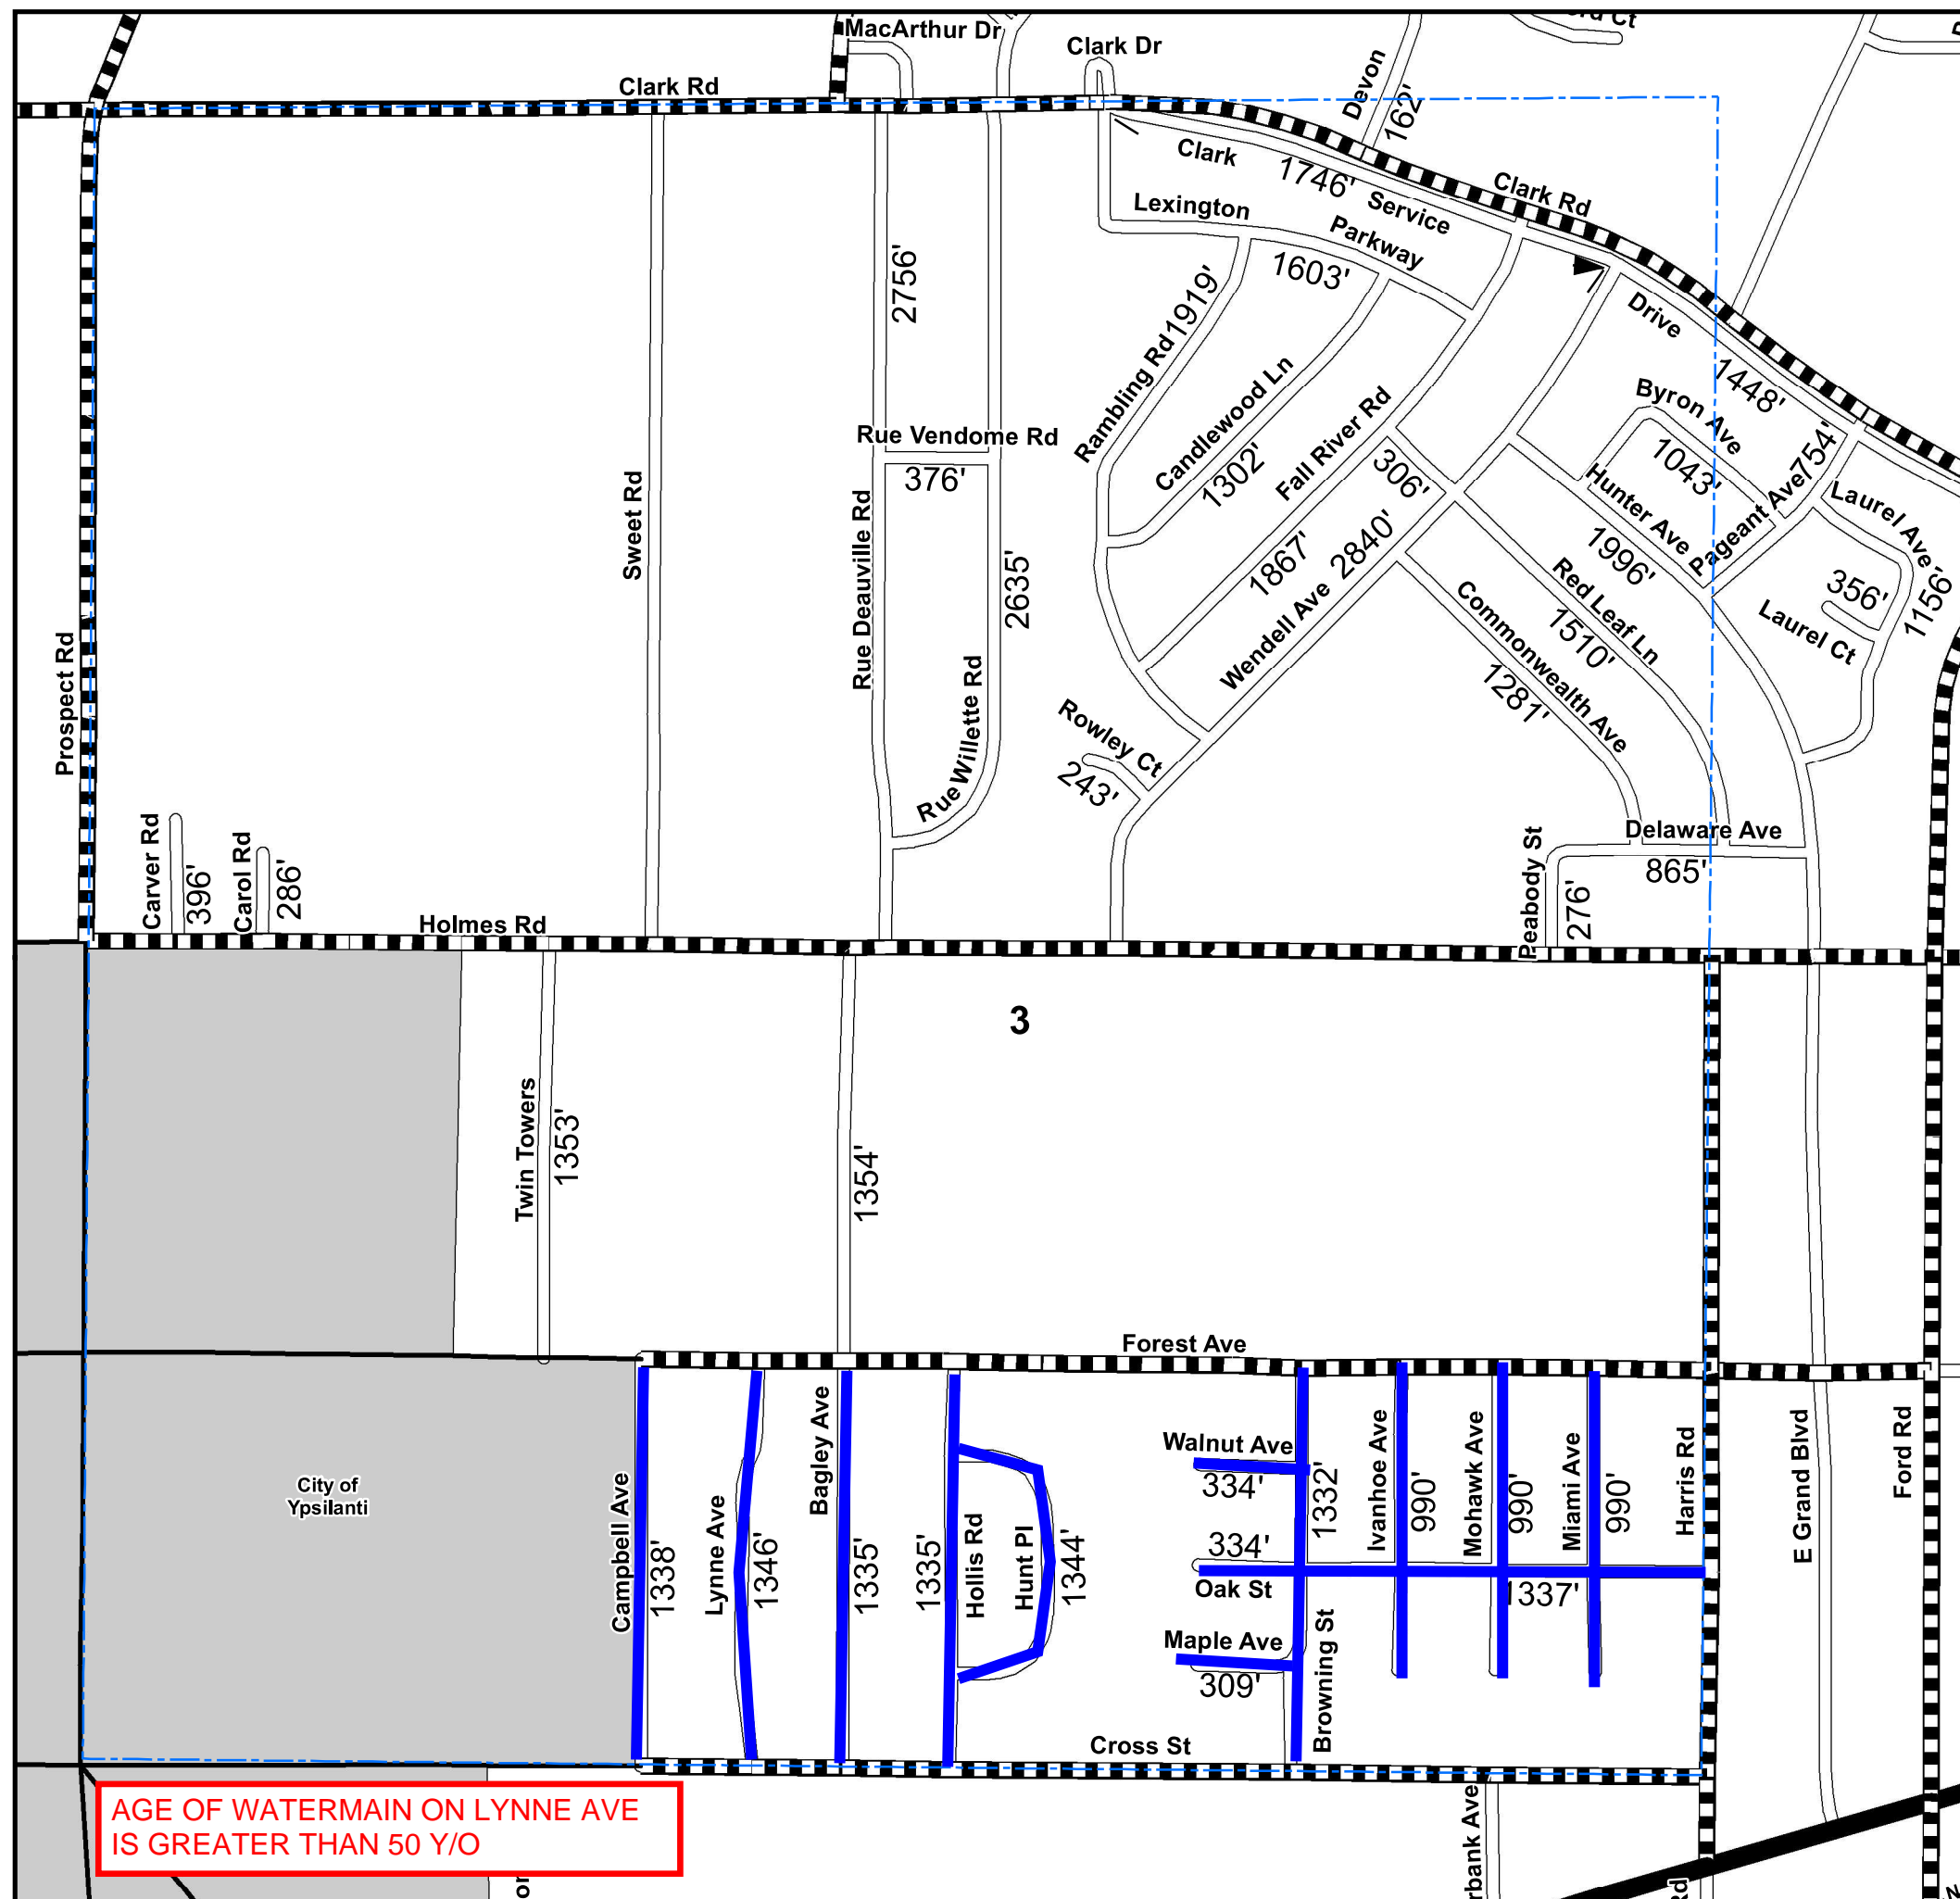 MacArthur Dr
Clark Dr
Clark Rd
Devon
162'
Clark
1746'
Service
Clark Rd
Lexington
Parkway
1603'
Drive
1448'
2756'
Rambling Rd
1919'
Candlewood Ln
1302'
Fall River Rd
1867'
306'
Byron Ave
1043'
754'
Pageant Ave
Hunter Ave
1996'
Laurel Ave
1156'
356'
Laurel Ct
Rue Vendome Rd
376'
Sweet Rd
Rue Deauville Rd
2635'
Rue Willette Rd
Wendell Ave
2840'
Red Leaf Ln
1510'
Commonwealth Ave
1281'
Prospect Rd
Rowley Ct
243'
Carver Rd
396'
Carol Rd
286'
Delaware Ave
865'
Peabody St
276'
Holmes Rd
3
Twin Towers
1353'
1354'
Forest Ave
City of
Ypsilanti
Campbell Ave
1338'
Lynne Ave
1346'
Bagley Ave
1335'
1335'
Hollis Rd
Hunt Pl
1344'
Walnut Ave
334'
334'
Oak St
Maple Ave
309'
1332'
Browning St
Ivanhoe Ave
990'
Mohawk Ave
990'
Miami Ave
990'
1337'
Harris Rd
E Grand Blvd
Ford Rd
Cross St
rbank Ave
Rd
AGE OF WATERMAIN ON LYNNE AVE
IS GREATER THAN 50 Y/O